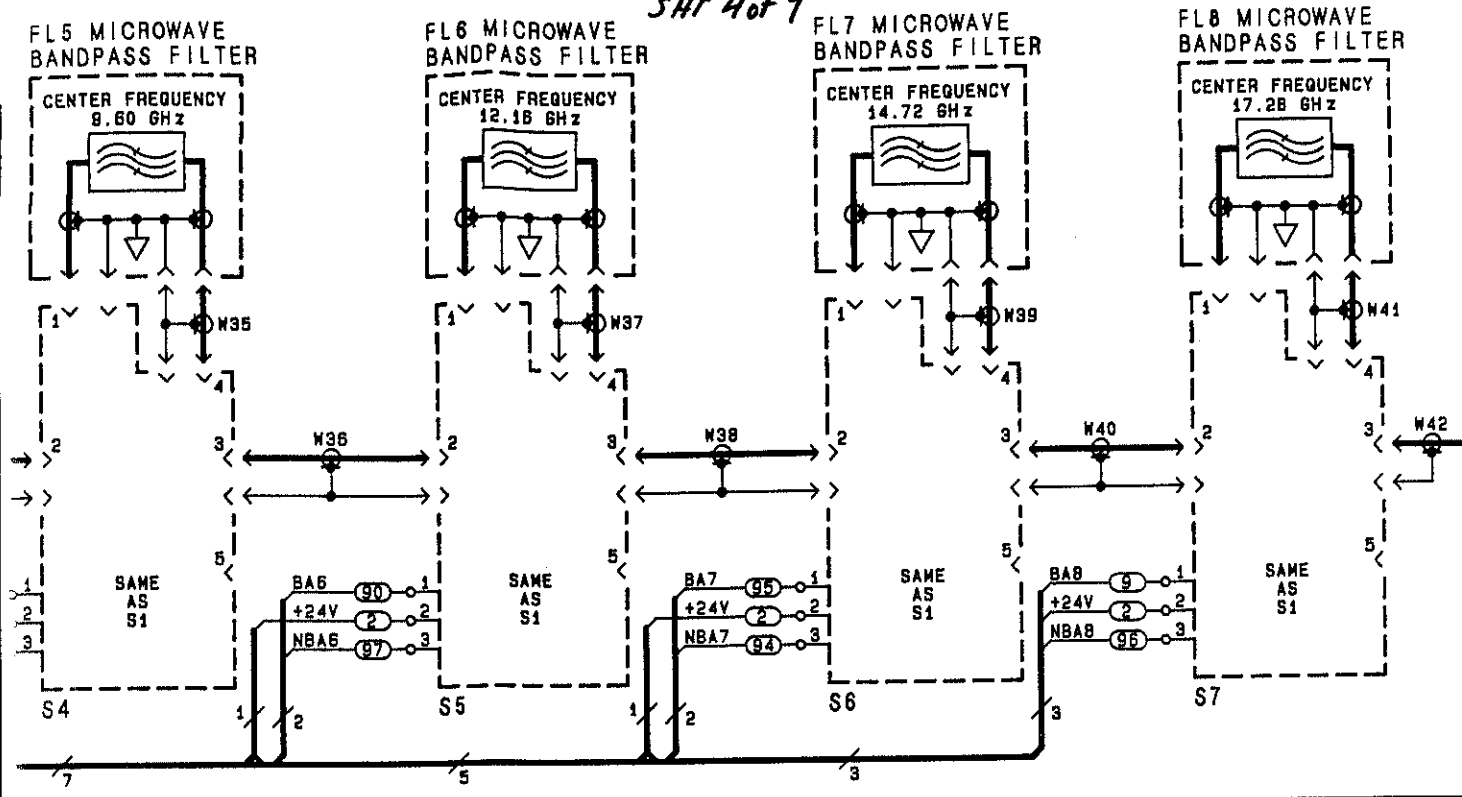 SHT 4 of 7
FL5 MICROWAVE
BANDPASS FILTER
CENTER FREQUENCY
9.60 GHz
FL6 MICROWAVE
BANDPASS FILTER
CENTER FREQUENCY
12.16 GHz
FL7 MICROWAVE
BANDPASS FILTER
CENTER FREQUENCY
14.72 GHz
FL8 MICROWAVE
BANDPASS FILTER
CENTER FREQUENCY
17.28 GHz
1 W35 4
1 W37 4
1 W39 4
1 W41 4
2 3 W36 2 3 W38 2 3 W40 2 3 W42
5 5 5 5
1
2
3
SAME
AS
S1
S4
BA6 90 1
+24V 2 2
NBA6 97 3
SAME
AS
S1
S5
BA7 95 1
+24V 2 2
NBA7 94 3
SAME
AS
S1
S6
BA8 9 1
+24V 2 2
NBA8 96 3
SAME
AS
S1
S7
1 2 1 2 3
7 5 3